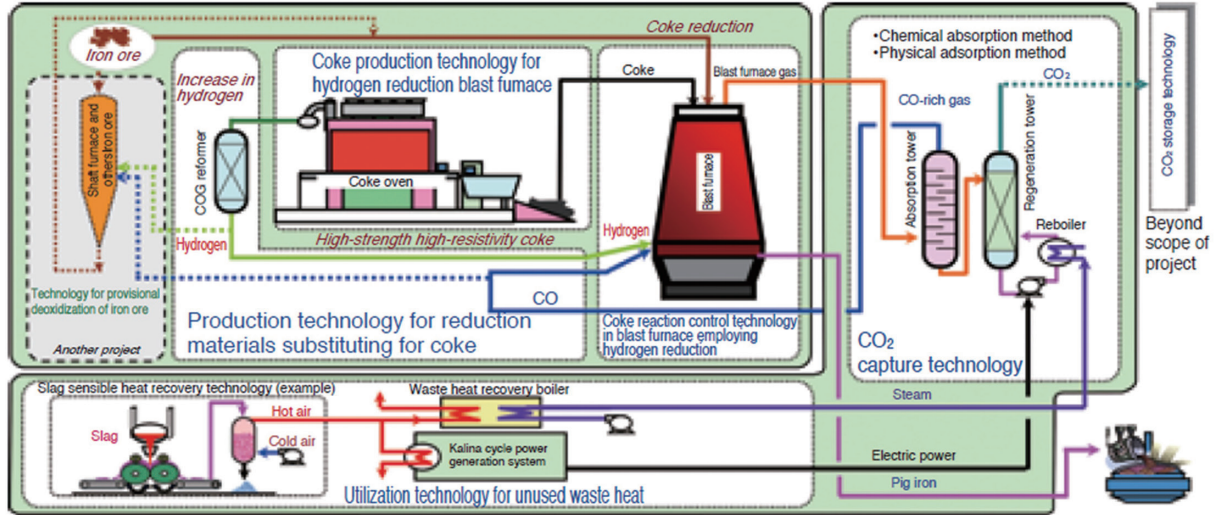 Iron ore
Coke reduction
Increase in
hydrogen
Coke production technology for
hydrogen reduction blast furnace
Coke
Blast furnace gas
•Chemical absorption method
•Physical adsorption method
CO₂
CO-rich gas
CO₂ storage technology
Beyond
scope of
project
Shaft furnace and
othersIron ore
COG reformer
Coke oven
Blast furnace
Absorption tower
Regeneration tower
Reboiler
Hydrogen
High-strength high-resistivity coke
Hydrogen
Technology for provisional
deoxidization of iron ore
Another project
CO
Production technology for reduction
materials substituting for coke
Coke reaction control technology
in blast furnace employing
hydrogen reduction
CO₂
capture technology
Slag sensible heat recovery technology (example)
Waste heat recovery boiler
Steam
Hot air
Slag
Cold air
Kalina cycle power
generation system
Electric power
Pig iron
Utilization technology for unused waste heat